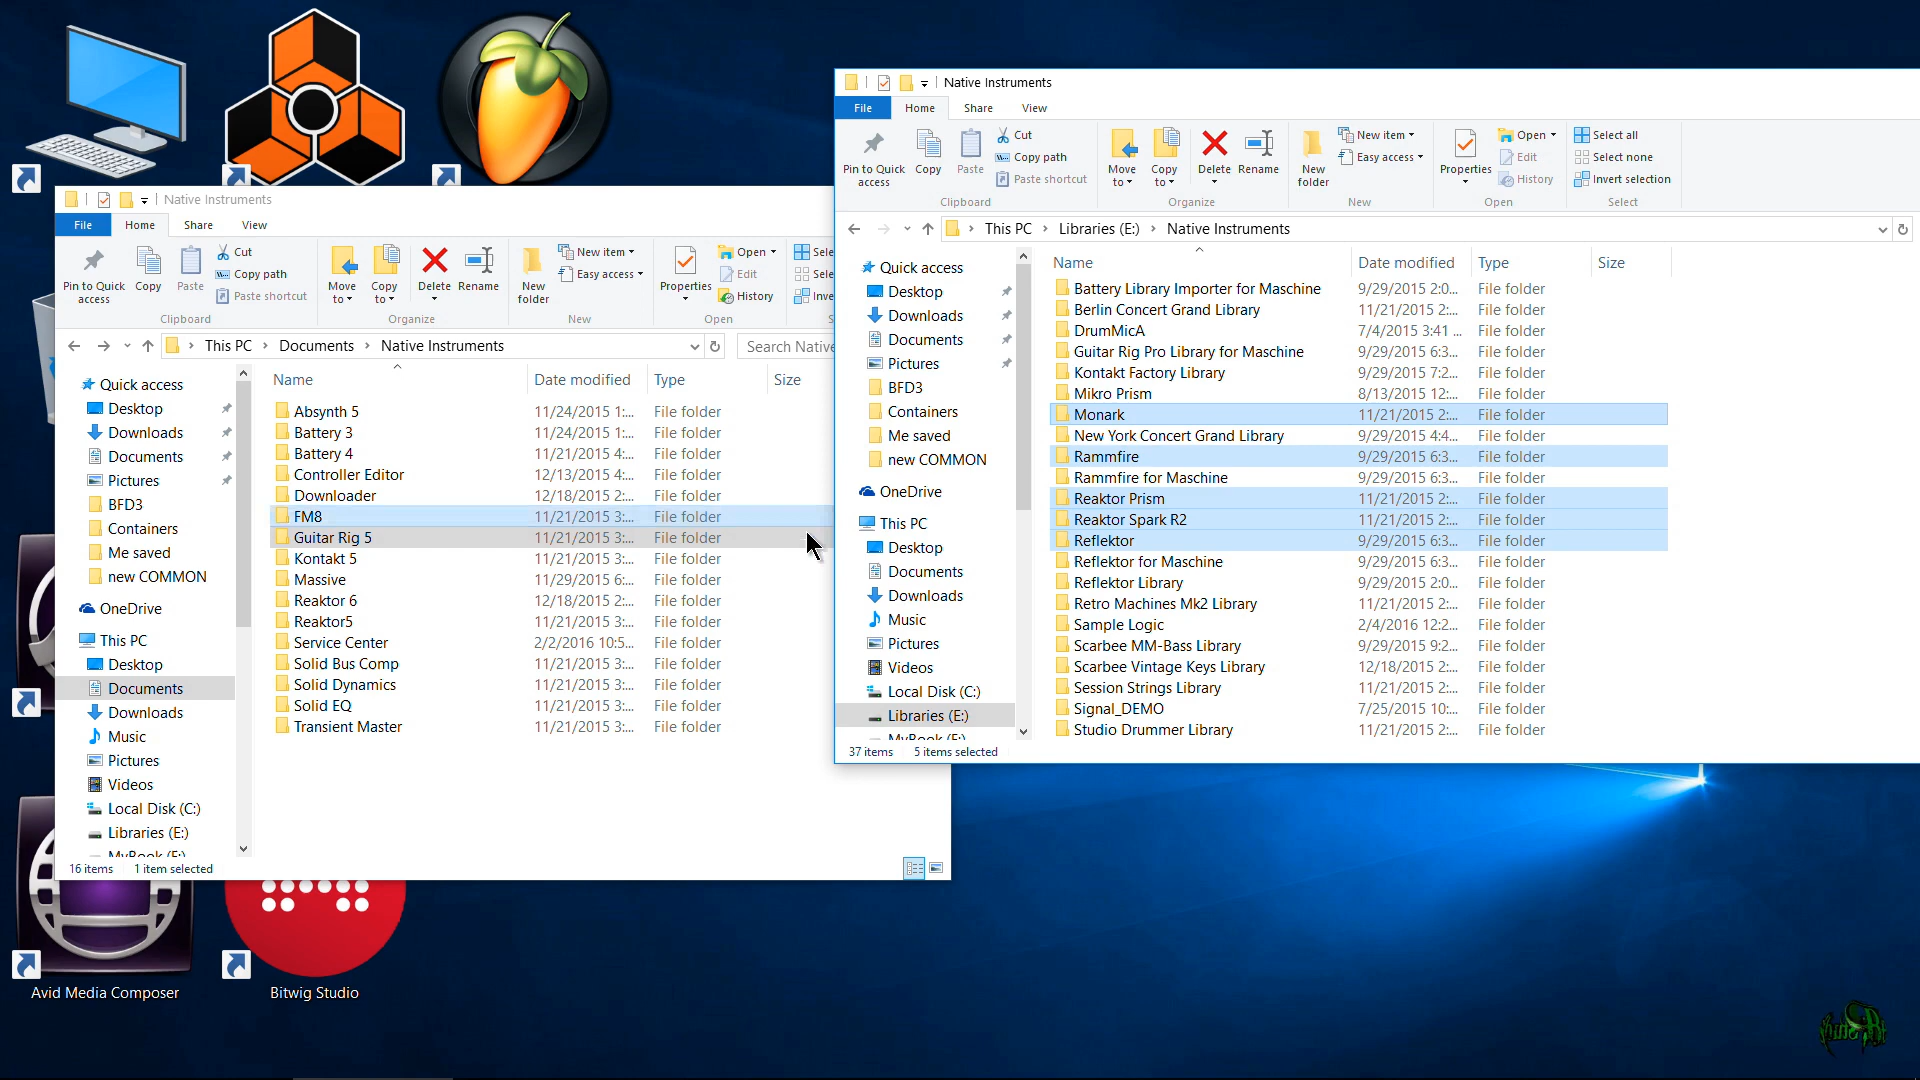 Native Instruments
File Home Share View
Pin to Quick access
Copy
Paste
Cut
Copy path
Paste shortcut
Move to
Copy to
Delete
Rename
New folder
New item
Easy access
Properties
Open
Edit
History
Select all
Select none
Invert selection
Clipboard Organize New Open Select
This PC Libraries (E:) Native Instruments
Name Date modified Type Size
Quick access
Desktop
Downloads
Documents
Pictures
BFD3
Containers
Me saved
new COMMON
OneDrive
This PC
Desktop
Documents
Downloads
Music
Pictures
Videos
Local Disk (C:)
Libraries (E:)
Battery Library Importer for Maschine 9/29/2015 2:0... File folder
Berlin Concert Grand Library 11/21/2015 2:... File folder
DrumMicA 7/4/2015 3:41 ... File folder
Guitar Rig Pro Library for Maschine 9/29/2015 6:3... File folder
Kontakt Factory Library 9/29/2015 7:2... File folder
Mikro Prism 8/13/2015 12:... File folder
Monark 11/21/2015 2:... File folder
New York Concert Grand Library 9/29/2015 4:4... File folder
Rammfire 9/29/2015 6:3... File folder
Rammfire for Maschine 9/29/2015 6:3... File folder
Reaktor Prism 11/21/2015 2:... File folder
Reaktor Spark R2 11/21/2015 2:... File folder
Reflektor 9/29/2015 6:3... File folder
Reflektor for Maschine 9/29/2015 6:3... File folder
Reflektor Library 9/29/2015 2:0... File folder
Retro Machines Mk2 Library 11/21/2015 2:... File folder
Sample Logic 2/4/2016 12:2... File folder
Scarbee MM-Bass Library 9/29/2015 9:2... File folder
Scarbee Vintage Keys Library 12/18/2015 2:... File folder
Session Strings Library 11/21/2015 2:... File folder
Signal_DEMO 7/25/2015 10:... File folder
Studio Drummer Library 11/21/2015 2:... File folder
37 items 5 items selected
Native Instruments
File Home Share View
Pin to Quick access
Copy
Paste
Cut
Copy path
Paste shortcut
Move to
Copy to
Delete
Rename
New folder
New item
Easy access
Properties
Open
Edit
History
Clipboard Organize New Open
This PC Documents Native Instruments
Search Native
Name Date modified Type Size
Quick access
Desktop
Downloads
Documents
Pictures
BFD3
Containers
Me saved
new COMMON
OneDrive
This PC
Desktop
Documents
Downloads
Music
Pictures
Videos
Local Disk (C:)
Libraries (E:)
Absynth 5 11/24/2015 1:... File folder
Battery 3 11/24/2015 1:... File folder
Battery 4 11/21/2015 4:... File folder
Controller Editor 12/13/2015 4:... File folder
Downloader 12/18/2015 2:... File folder
FM8 11/21/2015 3:... File folder
Guitar Rig 5 11/21/2015 3:... File folder
Kontakt 5 11/21/2015 3:... File folder
Massive 11/29/2015 6:... File folder
Reaktor 6 12/18/2015 2:... File folder
Reaktor5 11/21/2015 3:... File folder
Service Center 2/2/2016 10:5... File folder
Solid Bus Comp 11/21/2015 3:... File folder
Solid Dynamics 11/21/2015 3:... File folder
Solid EQ 11/21/2015 3:... File folder
Transient Master 11/21/2015 3:... File folder
16 items 1 item selected
Avid Media Composer
Bitwig Studio